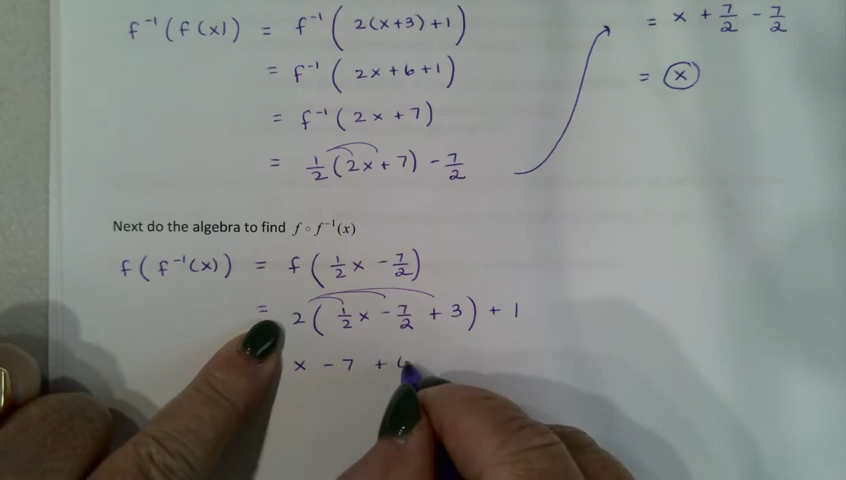 f⁻¹(f(x)) = f⁻¹(2(x+3)+1)
= f⁻¹(2x+6+1)
= f⁻¹(2x+7)
= 1/2(2x+7) - 7/2
= x + 7/2 - 7/2
= x
Next do the algebra to find f ∘ f⁻¹(x)
f(f⁻¹(x)) = f(1/2x - 7/2)
= 2(1/2x - 7/2 + 3) + 1
x - 7 +